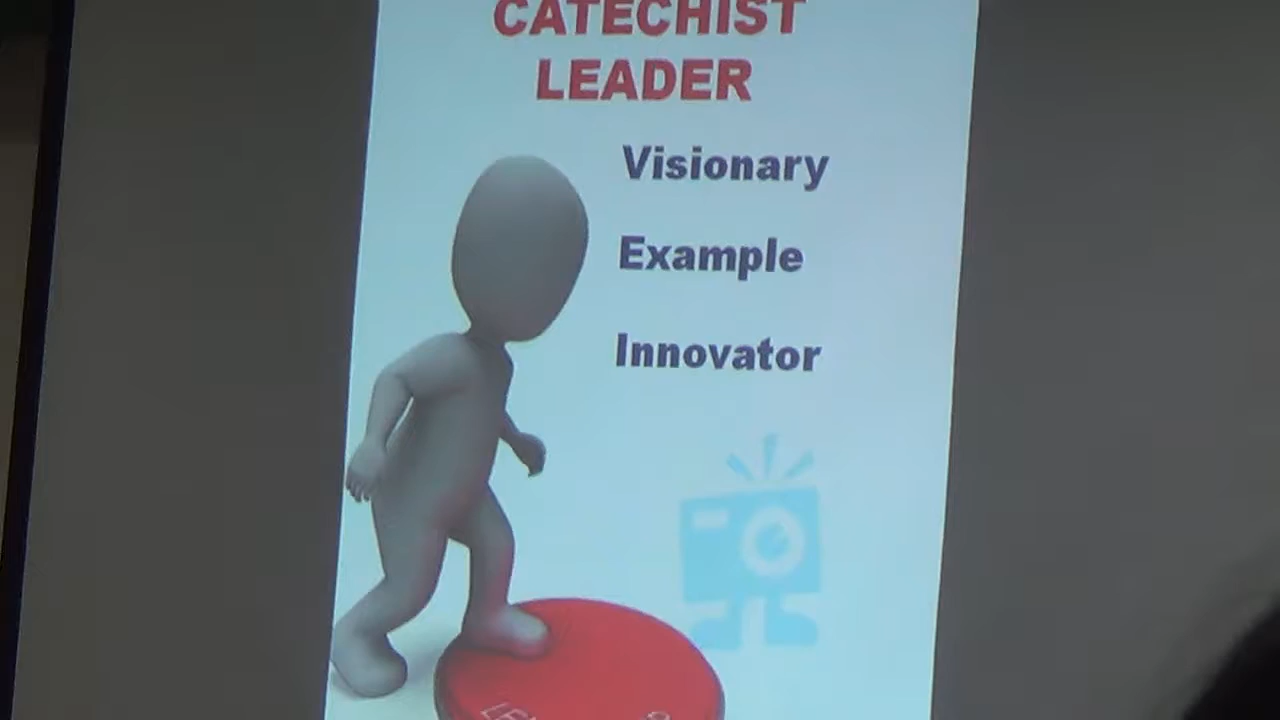 CATECHIST
LEADER
Visionary
Example
Innovator